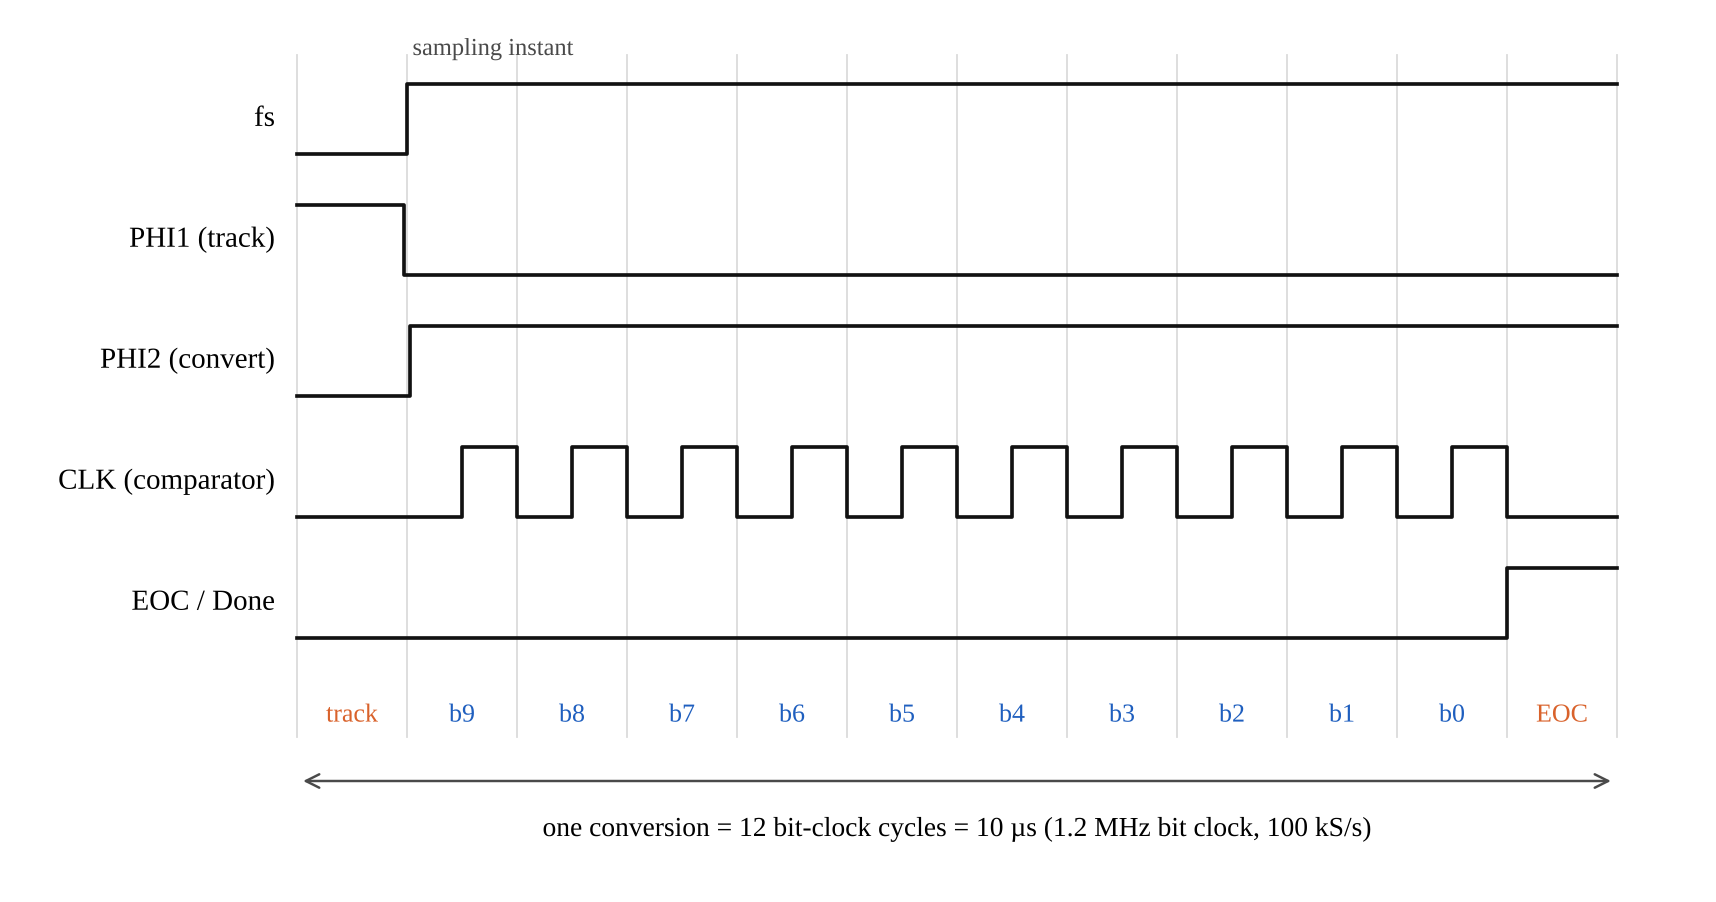 sampling instant
fs
PHI1 (track)
PHI2 (convert)
CLK (comparator)
EOC / Done
track b9 b8 b7 b6 b5 b4 b3 b2 b1 b0 EOC
one conversion = 12 bit-clock cycles = 10 µs (1.2 MHz bit clock, 100 kS/s)